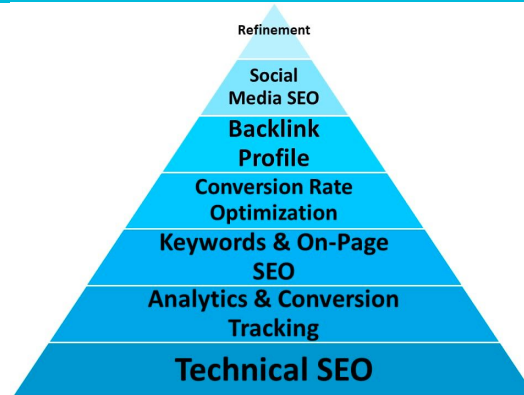 Refinement
Social
Media SEO
Backlink
Profile
Conversion Rate
Optimization
Keywords & On-Page
SEO
Analytics & Conversion
Tracking
Technical SEO